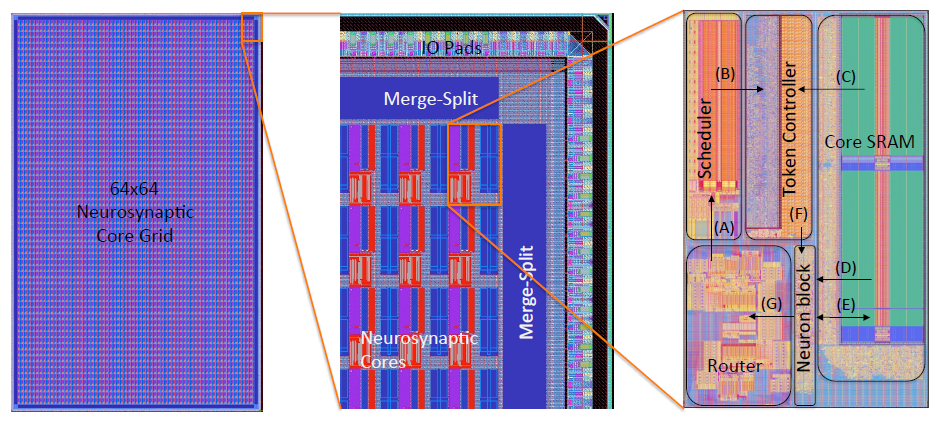 64x64
Neurosynaptic
Core Grid
IO Pads
Merge-Split
Merge-Split
Neurosynaptic
Cores
Scheduler
(B)
Token Controller
(C)
Core SRAM
(A)
(F)
(D)
(E)
(G)
Neuron block
Router